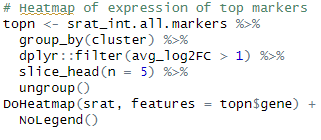 # Heatmap of expression of top markers
topn <- srat_int.all.markers %>%
  group_by(cluster) %>%
  dplyr::filter(avg_log2FC > 1) %>%
  slice_head(n = 5) %>%
  ungroup()
DoHeatmap(srat, features = topn$gene) +
  NoLegend()